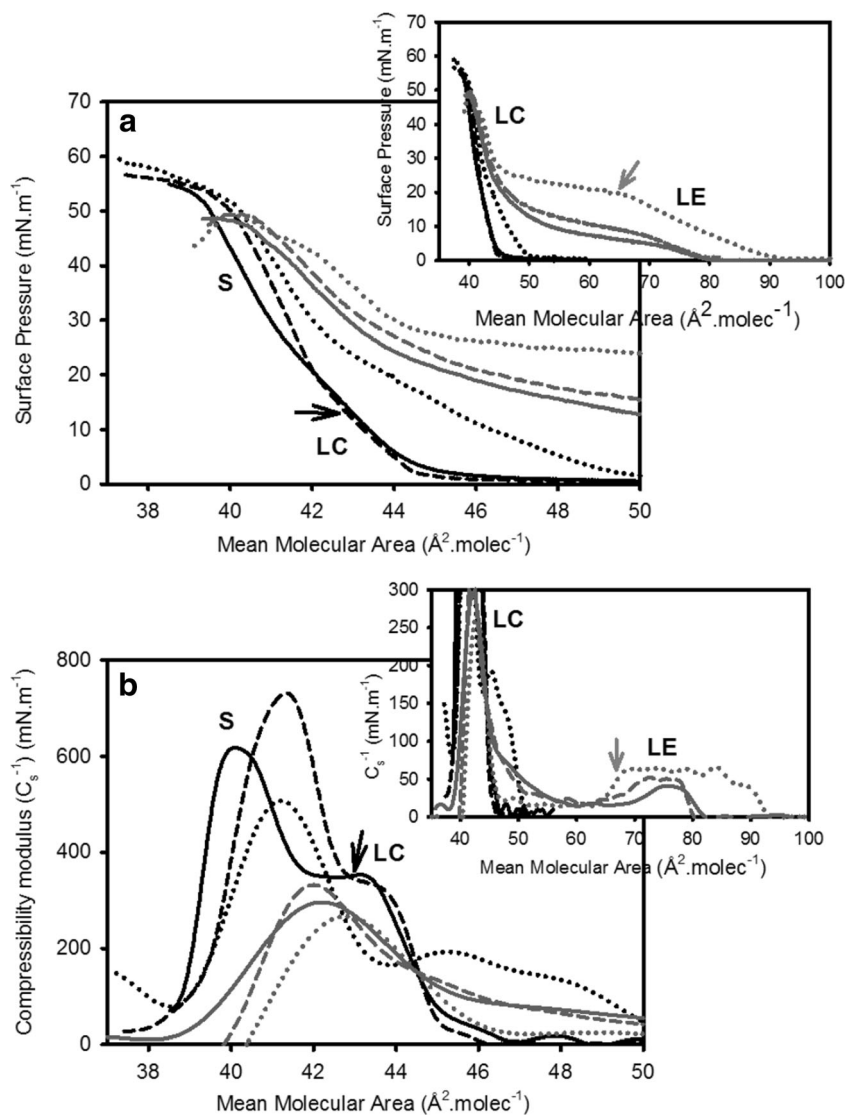 a
Surface Pressure (mN.m-1)
70
60
50
40
30
20
10
0
S
LC
38 40 42 44 46 48 50
Mean Molecular Area (Å2.molec-1)
Surface Pressure (mN.m-1)
70
60
50
40
30
20
10
0
LC
LE
40 50 60 70 80 90 100
Mean Molecular Area (Å2.molec-1)
b
Compressibility modulus (Cs-1) (mN.m-1)
800
600
400
200
0
S
LC
38 40 42 44 46 48 50
Mean Molecular Area (Å2.molec-1)
Cs-1 (mN.m-1)
300
250
200
150
100
50
0
LC
LE
40 50 60 70 80 90 100
Mean Molecular Area (Å2.molec-1)